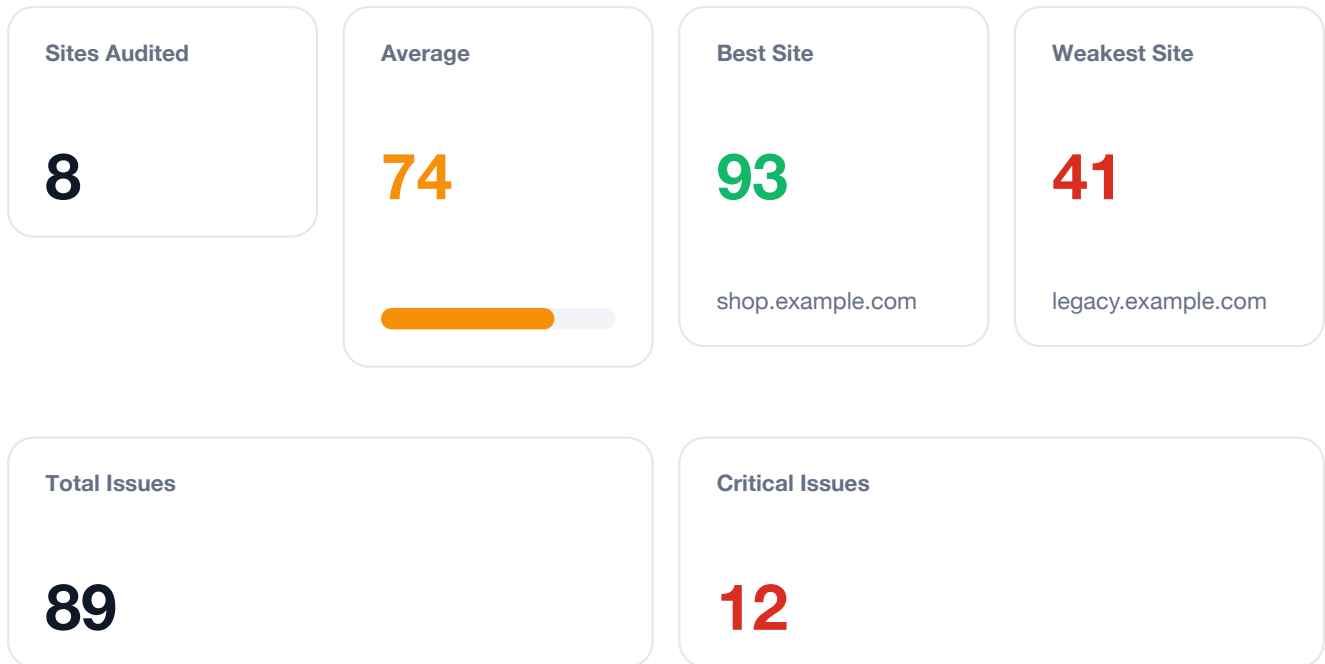 Sites Audited
8
Average
74
Best Site
93
shop.example.com
Weakest Site
41
legacy.example.com
Total Issues
89
Critical Issues
12